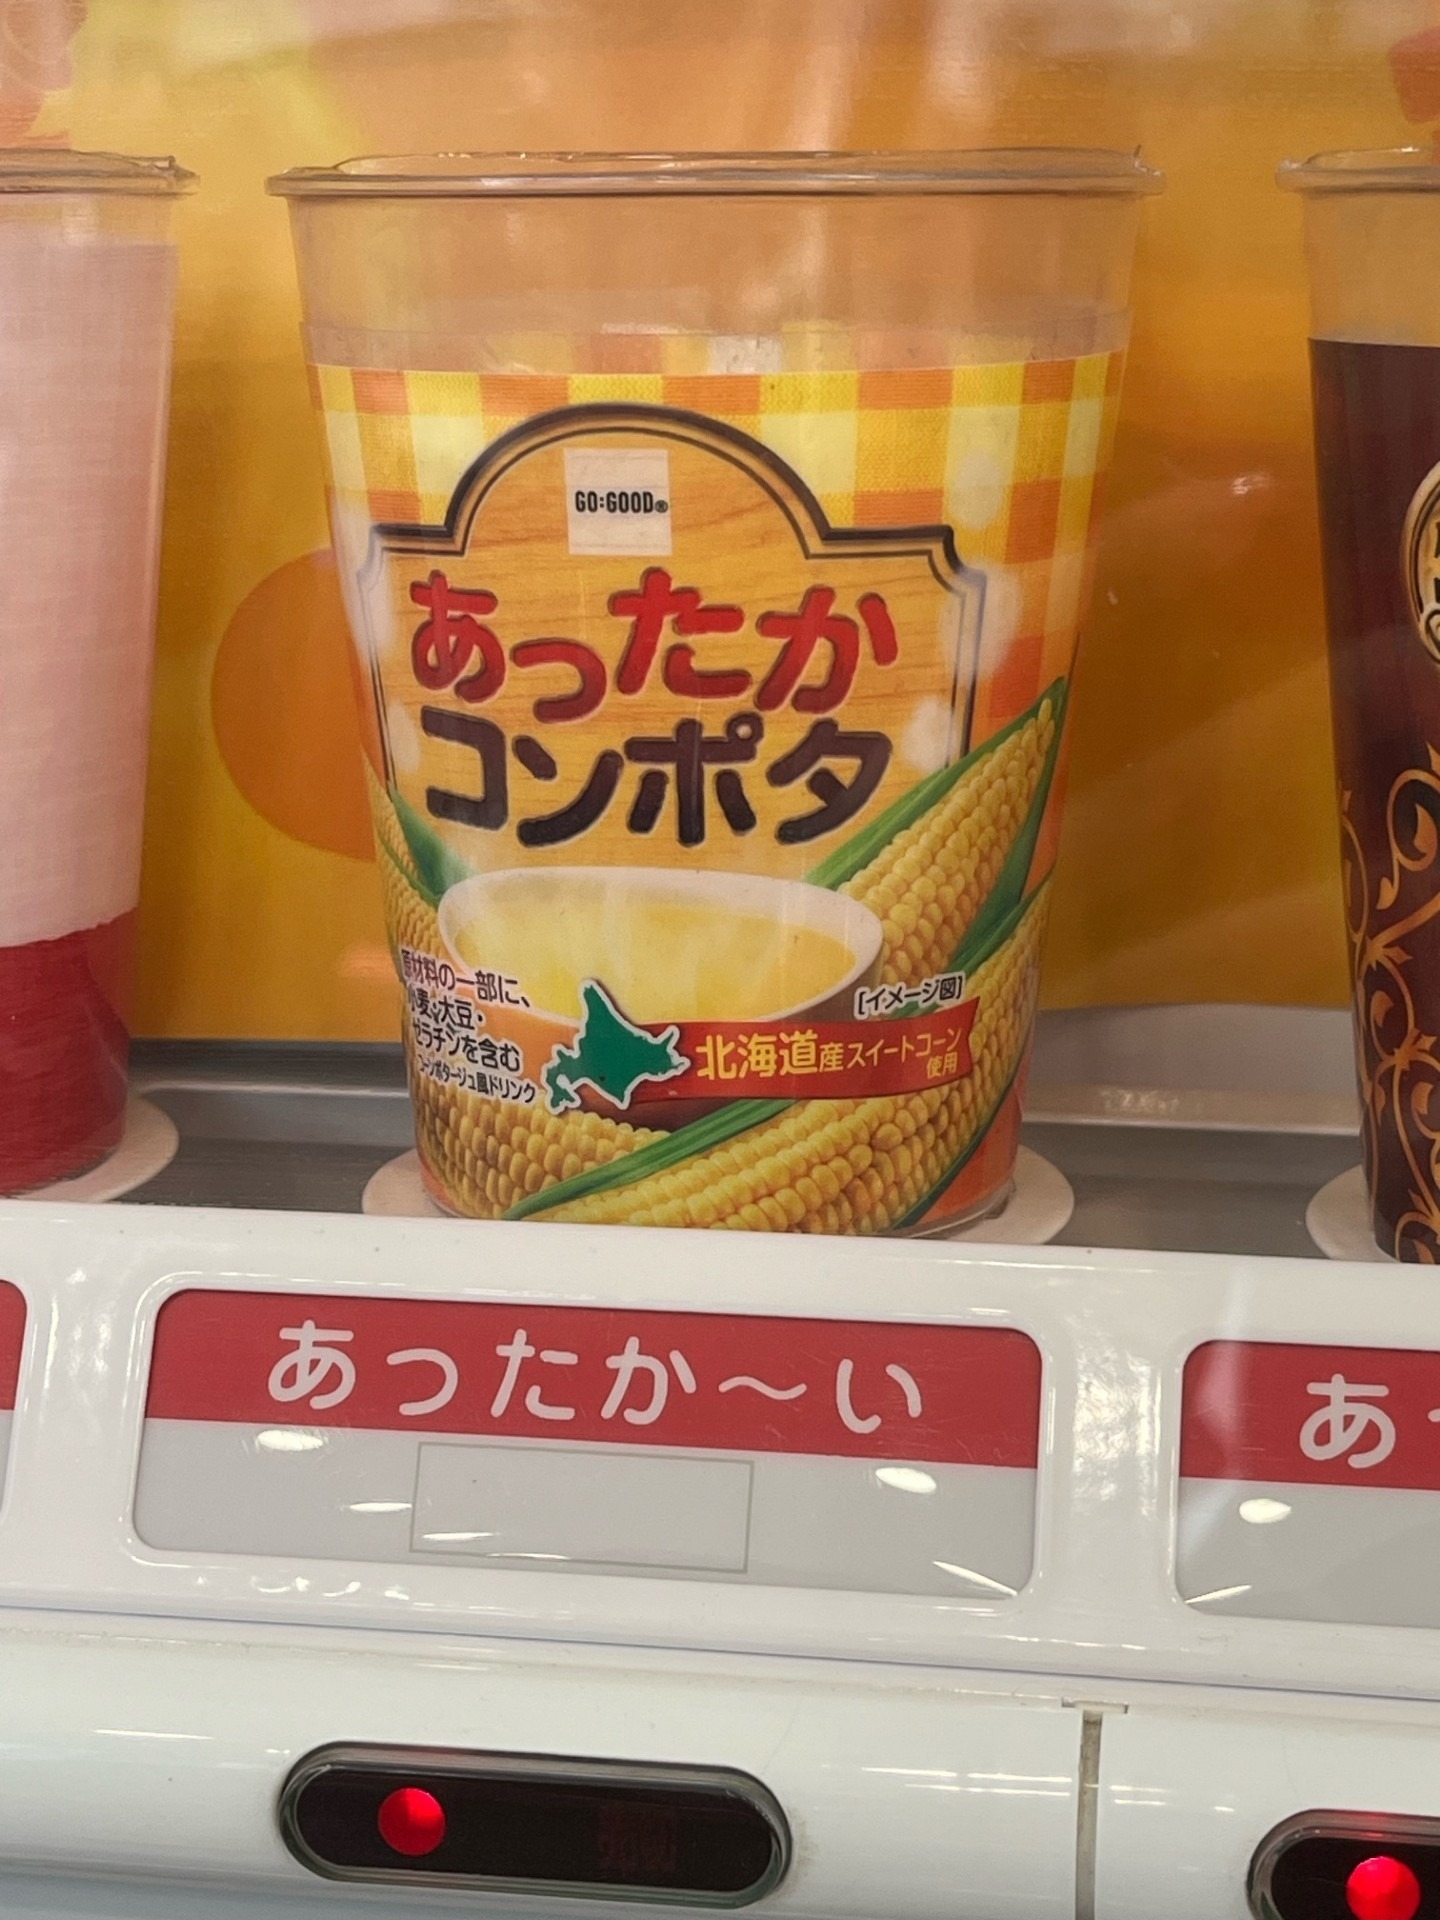 GO:GOOD®
あったか
コンポタ
原材料の一部に、
小麦・大豆・
ゼラチンを含む
コーンポタージュ風ドリンク
[イメージ図]
北海道産スイートコーン
使用
あったか～い
あ